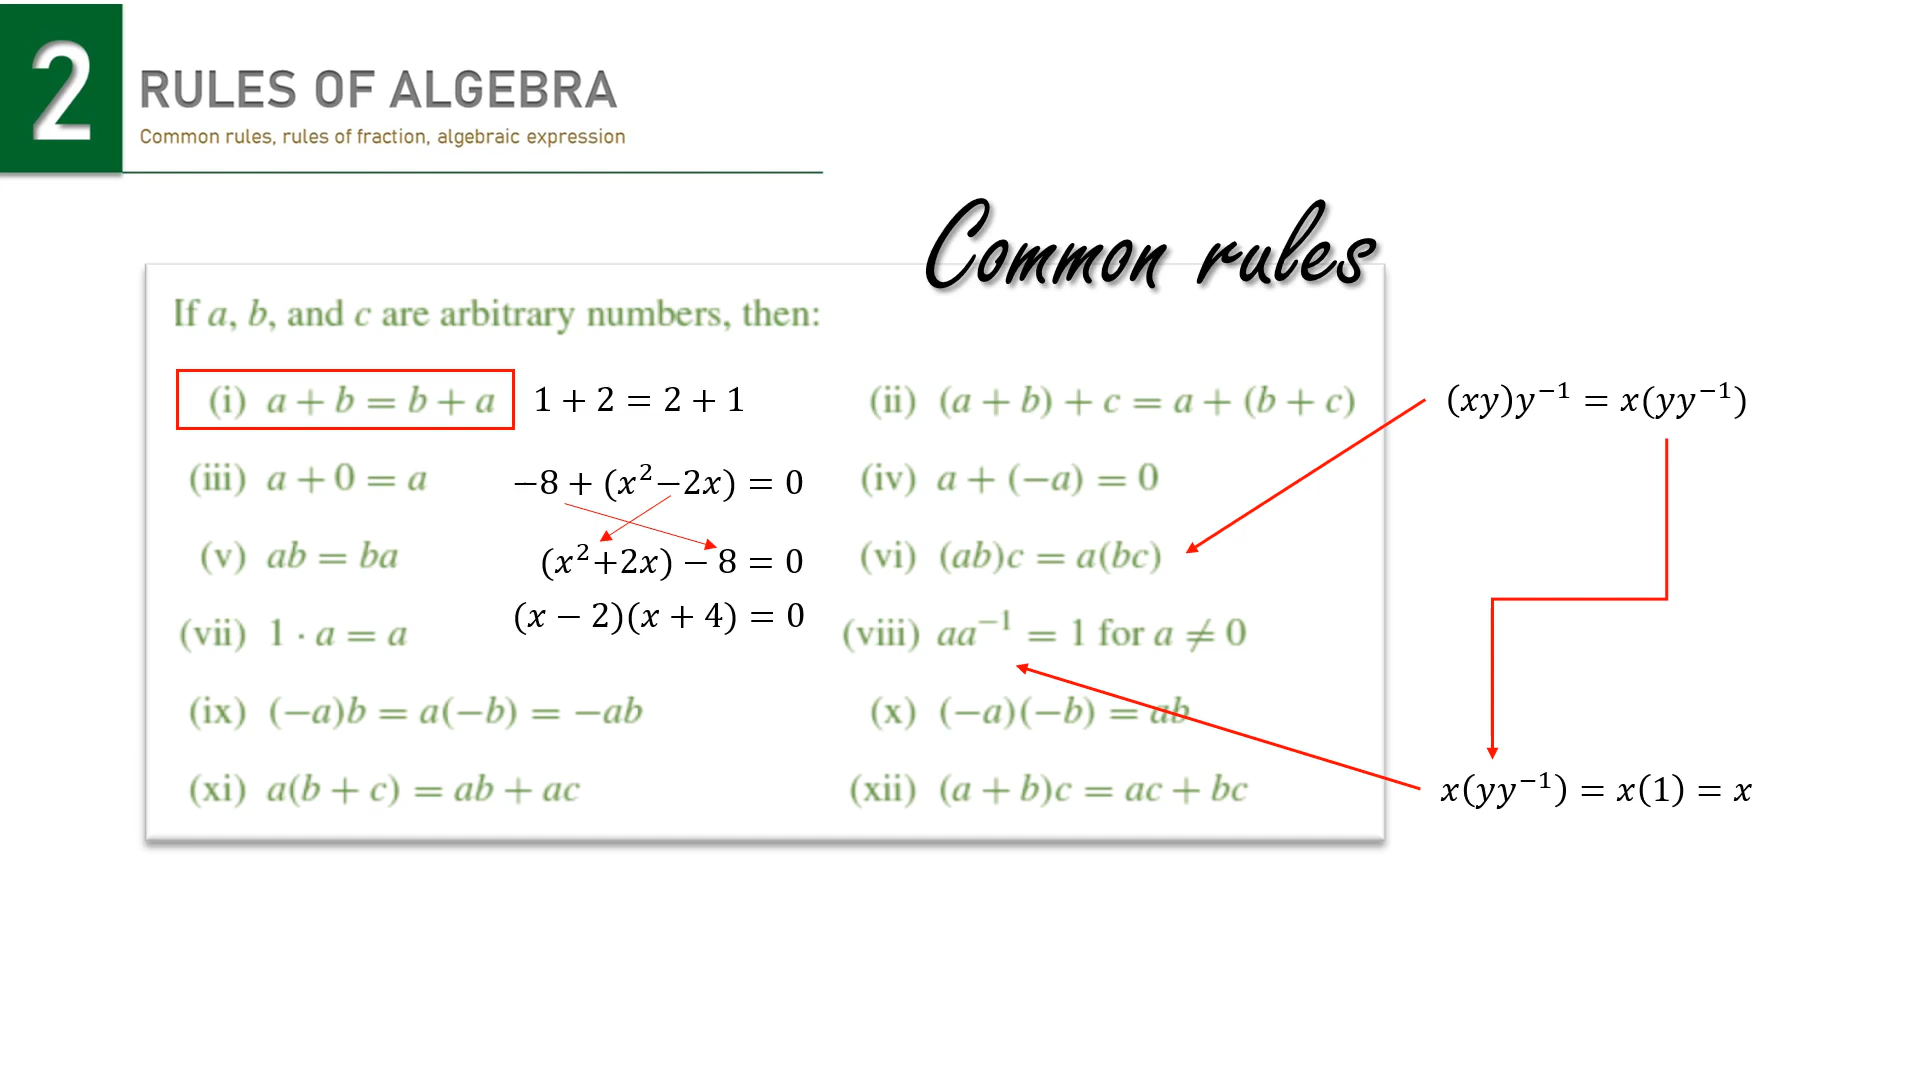 2
RULES OF ALGEBRA
Common rules, rules of fraction, algebraic expression
Common rules
If a, b, and c are arbitrary numbers, then:
(i) a + b = b + a
1 + 2 = 2 + 1
(ii) (a + b) + c = a + (b + c)
(xy)y⁻¹ = x(yy⁻¹)
(iii) a + 0 = a
−8 + (x²−2x) = 0
(iv) a + (−a) = 0
(v) ab = ba
(x²+2x) − 8 = 0
(vi) (ab)c = a(bc)
(x − 2)(x + 4) = 0
(vii) 1 · a = a
(viii) aa⁻¹ = 1 for a ≠ 0
(ix) (−a)b = a(−b) = −ab
(x) (−a)(−b) = ab
(xi) a(b + c) = ab + ac
(xii) (a + b)c = ac + bc
x(yy⁻¹) = x(1) = x